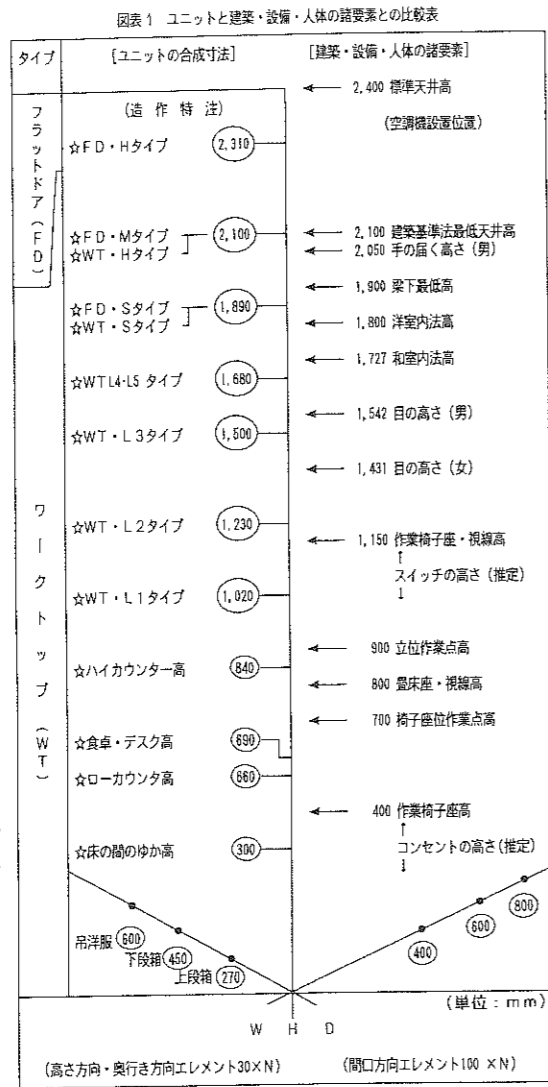 図表1 ユニットと建築・設備・人体の諸要素との比較表
タイプ
[ユニットの合成寸法]
[建築・設備・人体の諸要素]
フラットドア(FD)
ワークトップ(WT)
(造作特注)
☆FD・Hタイプ 2,310
☆FD・Mタイプ 2,100
☆WT・Hタイプ
☆FD・Sタイプ 1,890
☆WT・Sタイプ
☆WT L4・L5 タイプ 1,680
☆WT・L3タイプ 1,500
☆WT・L2タイプ 1,230
☆WT・L1タイプ 1,020
☆ハイカウンター高 840
☆食卓・デスク高 690
☆ローカウンタ高 660
☆床の間のゆか高 300
← 2,400 標準天井高
(空調機設置位置)
← 2,100 建築基準法最低天井高
← 2,050 手の届く高さ(男)
← 1,900 梁下最低高
← 1,800 洋室内法高
← 1,727 和室内法高
← 1,542 目の高さ(男)
← 1,431 目の高さ(女)
← 1,150 作業椅子座・視線高
↑
スイッチの高さ(推定)
↓
← 900 立位作業点高
← 800 畳床座・視線高
← 700 椅子座位作業点高
← 400 作業椅子座高
↑
コンセントの高さ(推定)
↓
吊洋服 600
下段箱 450
上段箱 270
400
600
800
(単位:mm)
W H D
(高さ方向・奥行き方向エレメント30×N)
(間口方向エレメント100×N)